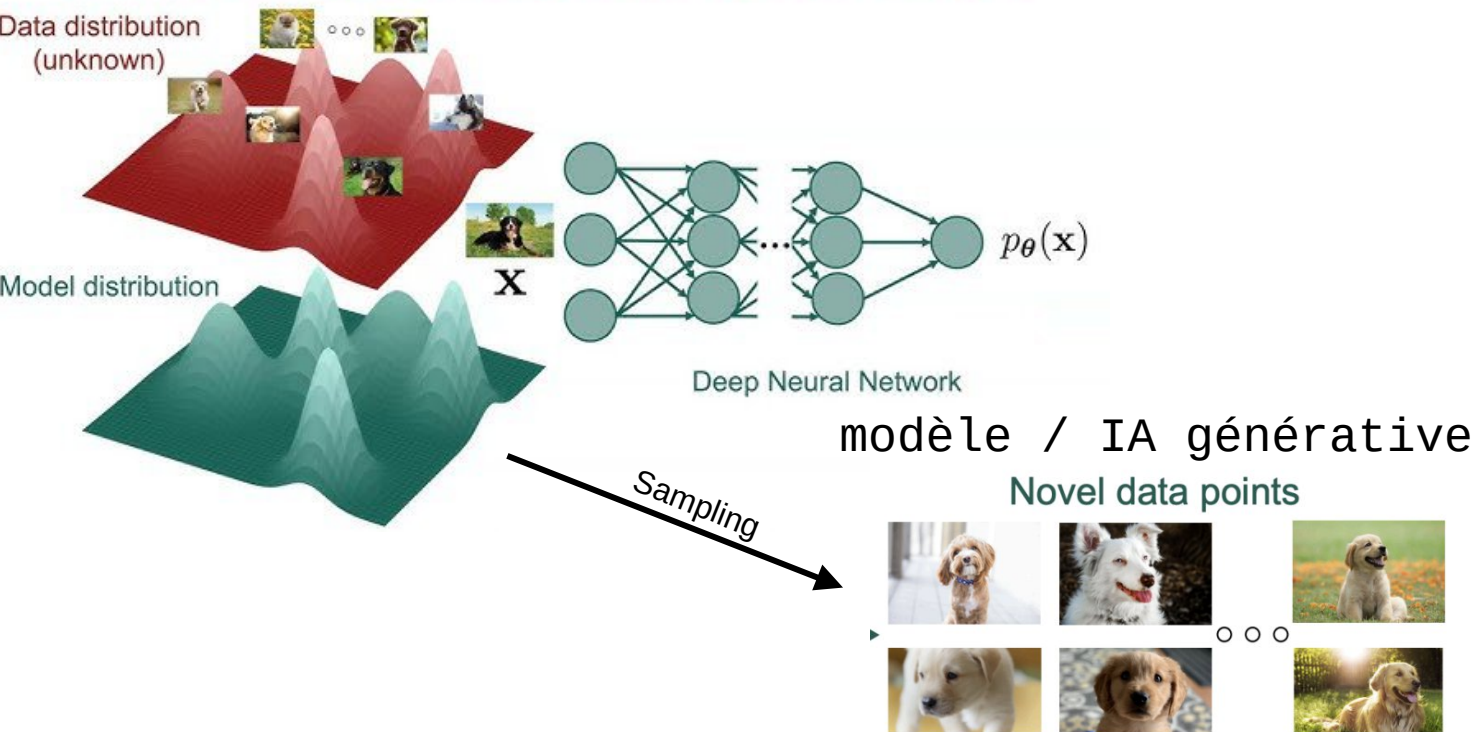 Data distribution
(unknown)
x
pθ(x)
Model distribution
Deep Neural Network
modèle / IA générative
Sampling
Novel data points